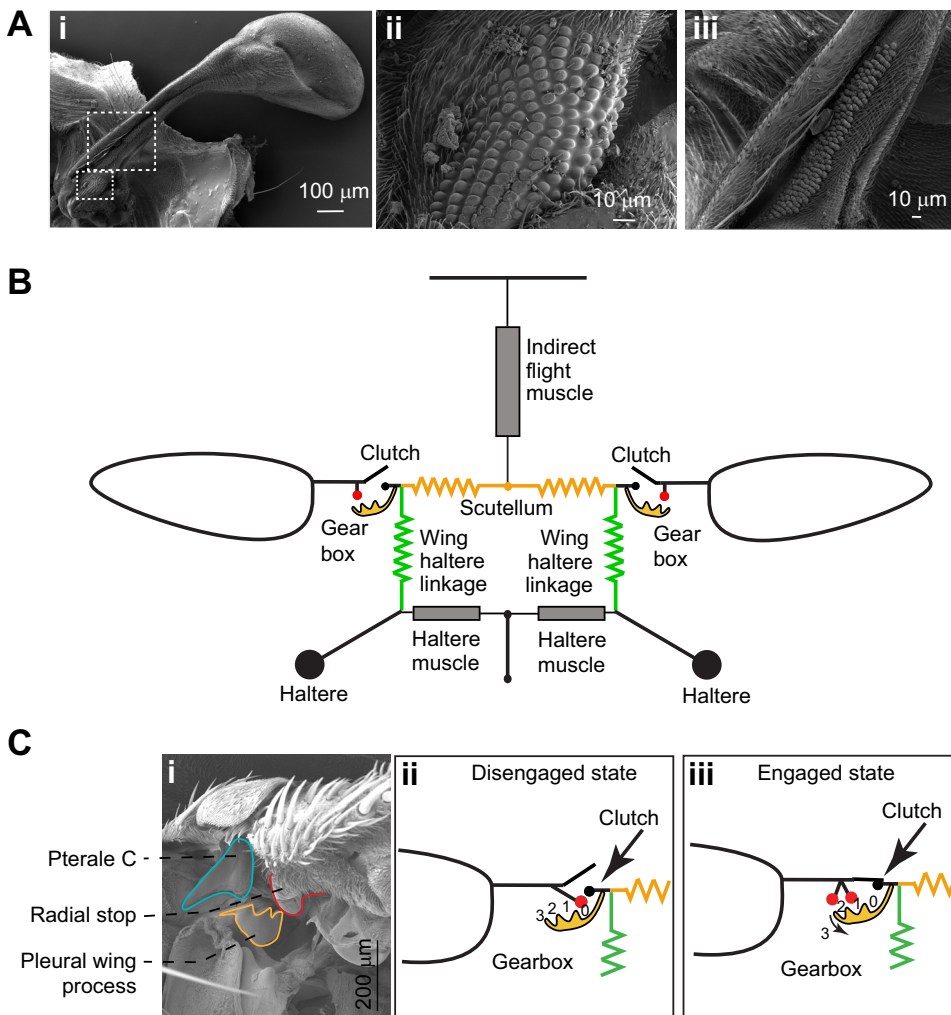 A
i
ii
iii
100 μm
10 μm
10 μm
B
Indirect
flight
muscle
Clutch
Clutch
Scutellum
Gear
box
Gear
box
Wing
haltere
linkage
Wing
haltere
linkage
Haltere
muscle
Haltere
muscle
Haltere
Haltere
C
i
Pterale C
Radial stop
Pleural wing
process
200 μm
ii
Disengaged state
Clutch
3 2 1 0
Gearbox
iii
Engaged state
Clutch
3 2 1 0
Gearbox